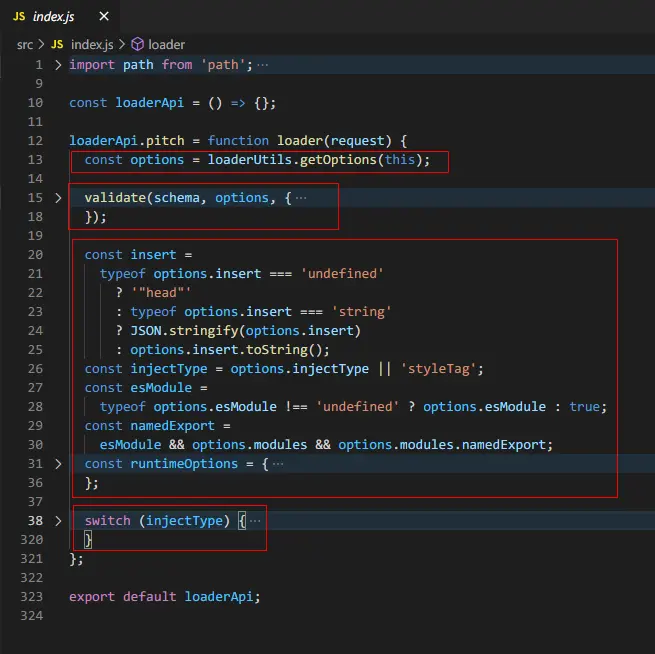 JS index.js ×
src > JS index.js > loader
1 > import path from 'path'; ···
9
10 const loaderApi = () => {};
11
12 loaderApi.pitch = function loader(request) {
13 const options = loaderUtils.getOptions(this);
14
15 > validate(schema, options, { ···
18 });
19
20 const insert =
21 typeof options.insert === 'undefined'
22 ? '"head"'
23 : typeof options.insert === 'string'
24 ? JSON.stringify(options.insert)
25 : options.insert.toString();
26 const injectType = options.injectType || 'styleTag';
27 const esModule =
28 typeof options.esModule !== 'undefined' ? options.esModule : true;
29 const namedExport =
30 esModule && options.modules && options.modules.namedExport;
31 > const runtimeOptions = { ···
36 };
37
38 > switch (injectType) { ···
320 }
321 };
322
323 export default loaderApi;
324